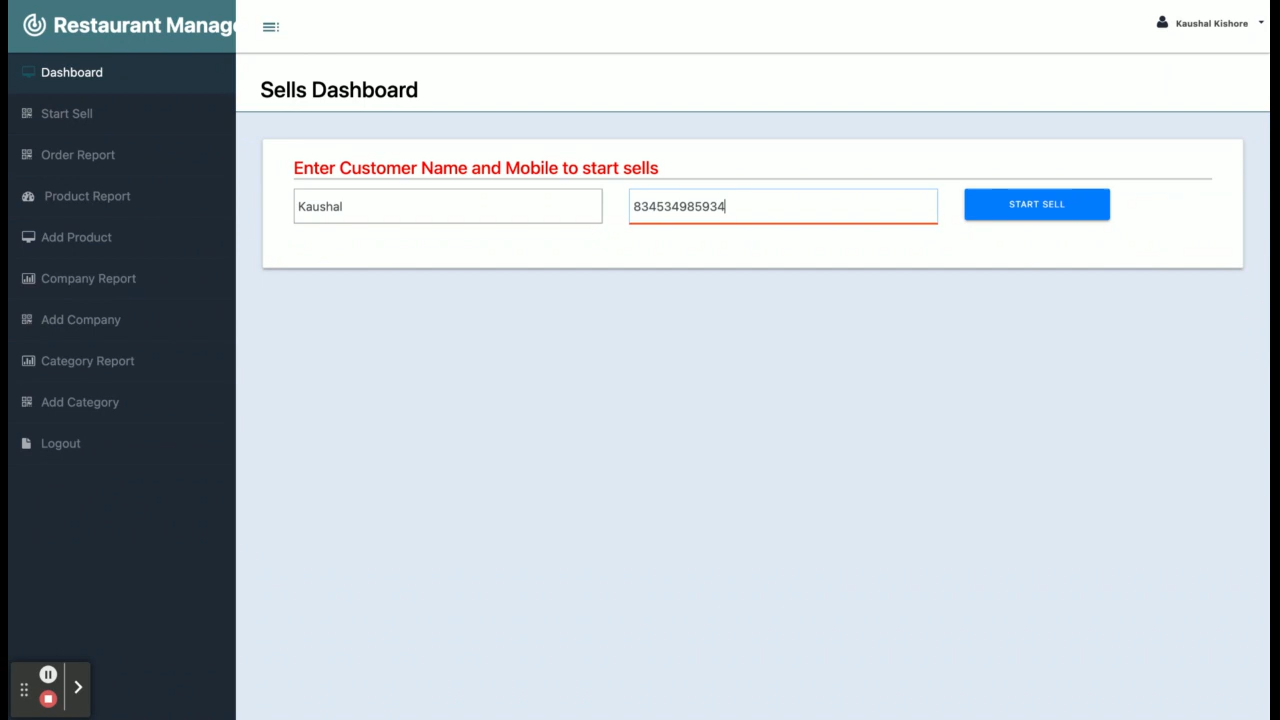 Restaurant Manage
Kaushal Kishore
Dashboard
Sells Dashboard
Start Sell
Order Report
Product Report
Add Product
Company Report
Add Company
Category Report
Add Category
Logout
Enter Customer Name and Mobile to start sells
Kaushal
834534985934
START SELL